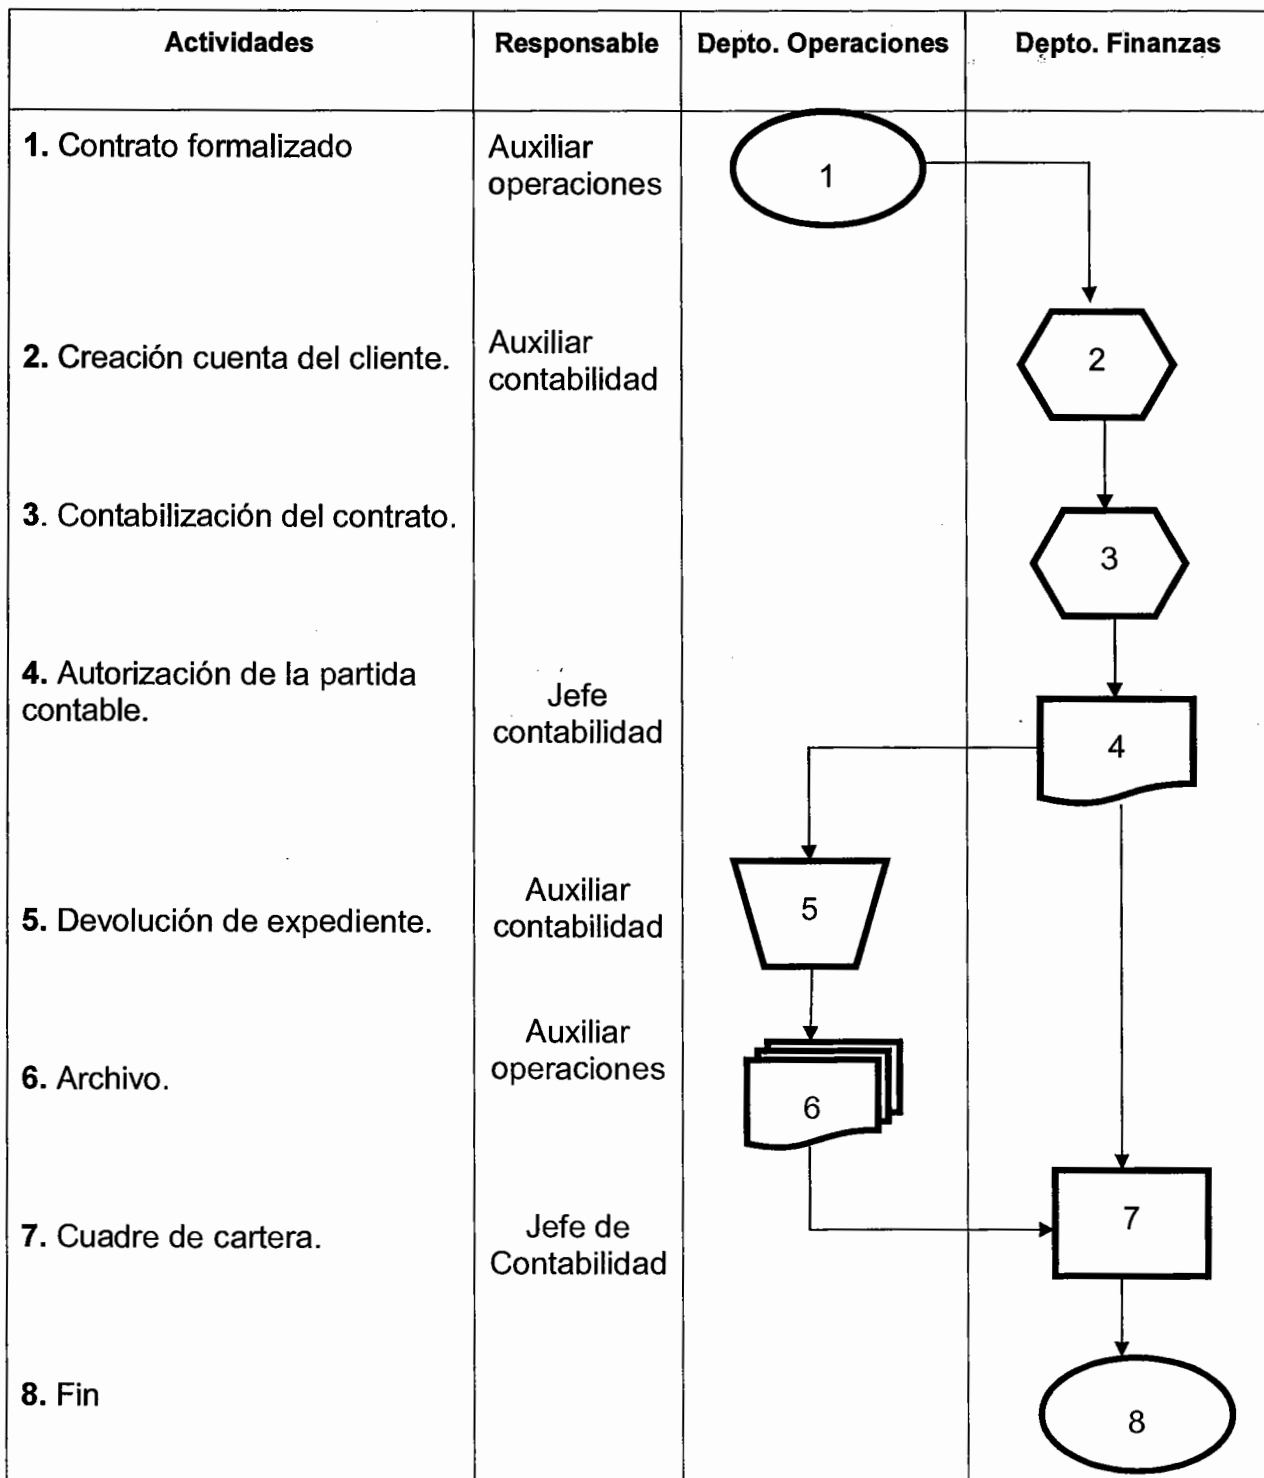 Actividades
Responsable
Depto. Operaciones
Depto. Finanzas
1. Contrato formalizado
Auxiliar
operaciones
1
2. Creación cuenta del cliente.
Auxiliar
contabilidad
2
3. Contabilización del contrato.
3
4. Autorización de la partida
contable.
Jefe
contabilidad
4
5. Devolución de expediente.
Auxiliar
contabilidad
5
6. Archivo.
Auxiliar
operaciones
6
7. Cuadre de cartera.
Jefe de
Contabilidad
7
8. Fin
8